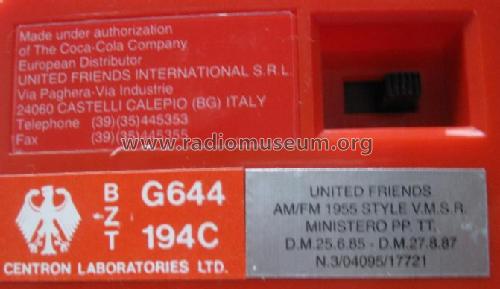 Made under authorization
of The Coca-Cola Company
European Distributor
UNITED FRIENDS INTERNATIONAL S.R.L.
Via Paghera-Via Industrie
24060 CASTELLI CALEPIO (BG) ITALY
Telephone (39)(35)445353
Fax (39)(35)445355
www.radiomuseum.org
BZT
G644
194C
CENTRON LABORATORIES LTD.
UNITED FRIENDS
AM/FM 1955 STYLE V.M.S.R.
MINISTERO PP. TT.
D.M.25.6.85 - D.M.27.8.87
N.3/04095/17721